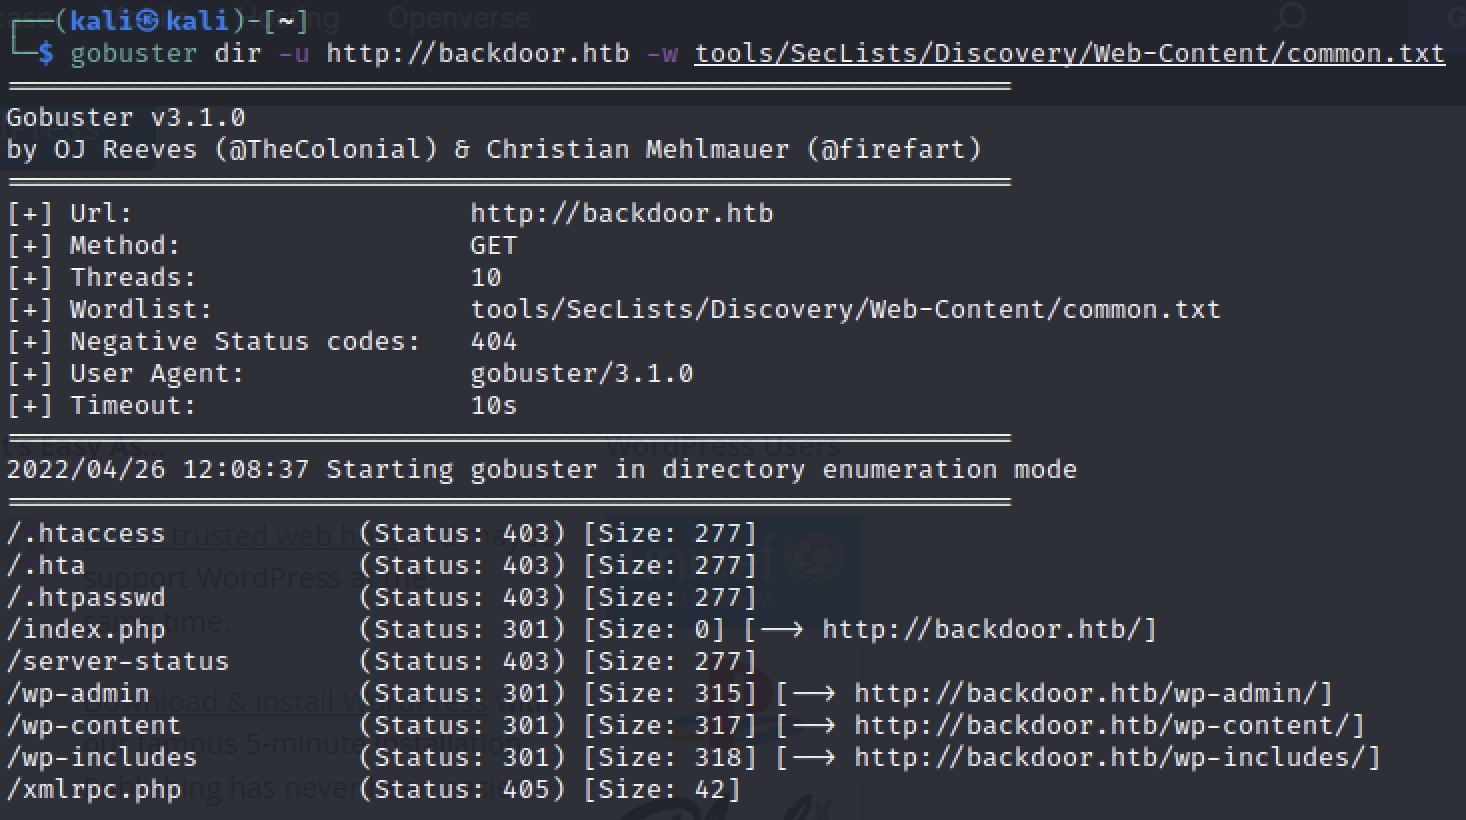 ┌──(kali㉿kali)-[~]
└─$ gobuster dir -u http://backdoor.htb -w tools/SecLists/Discovery/Web-Content/common.txt
Gobuster v3.1.0
by OJ Reeves (@TheColonial) & Christian Mehlmauer (@firefart)
[+] Url: http://backdoor.htb
[+] Method: GET
[+] Threads: 10
[+] Wordlist: tools/SecLists/Discovery/Web-Content/common.txt
[+] Negative Status codes: 404
[+] User Agent: gobuster/3.1.0
[+] Timeout: 10s
2022/04/26 12:08:37 Starting gobuster in directory enumeration mode
/.htaccess (Status: 403) [Size: 277]
/.hta (Status: 403) [Size: 277]
/.htpasswd (Status: 403) [Size: 277]
/index.php (Status: 301) [Size: 0] [--> http://backdoor.htb/]
/server-status (Status: 403) [Size: 277]
/wp-admin (Status: 301) [Size: 315] [--> http://backdoor.htb/wp-admin/]
/wp-content (Status: 301) [Size: 317] [--> http://backdoor.htb/wp-content/]
/wp-includes (Status: 301) [Size: 318] [--> http://backdoor.htb/wp-includes/]
/xmlrpc.php (Status: 405) [Size: 42]